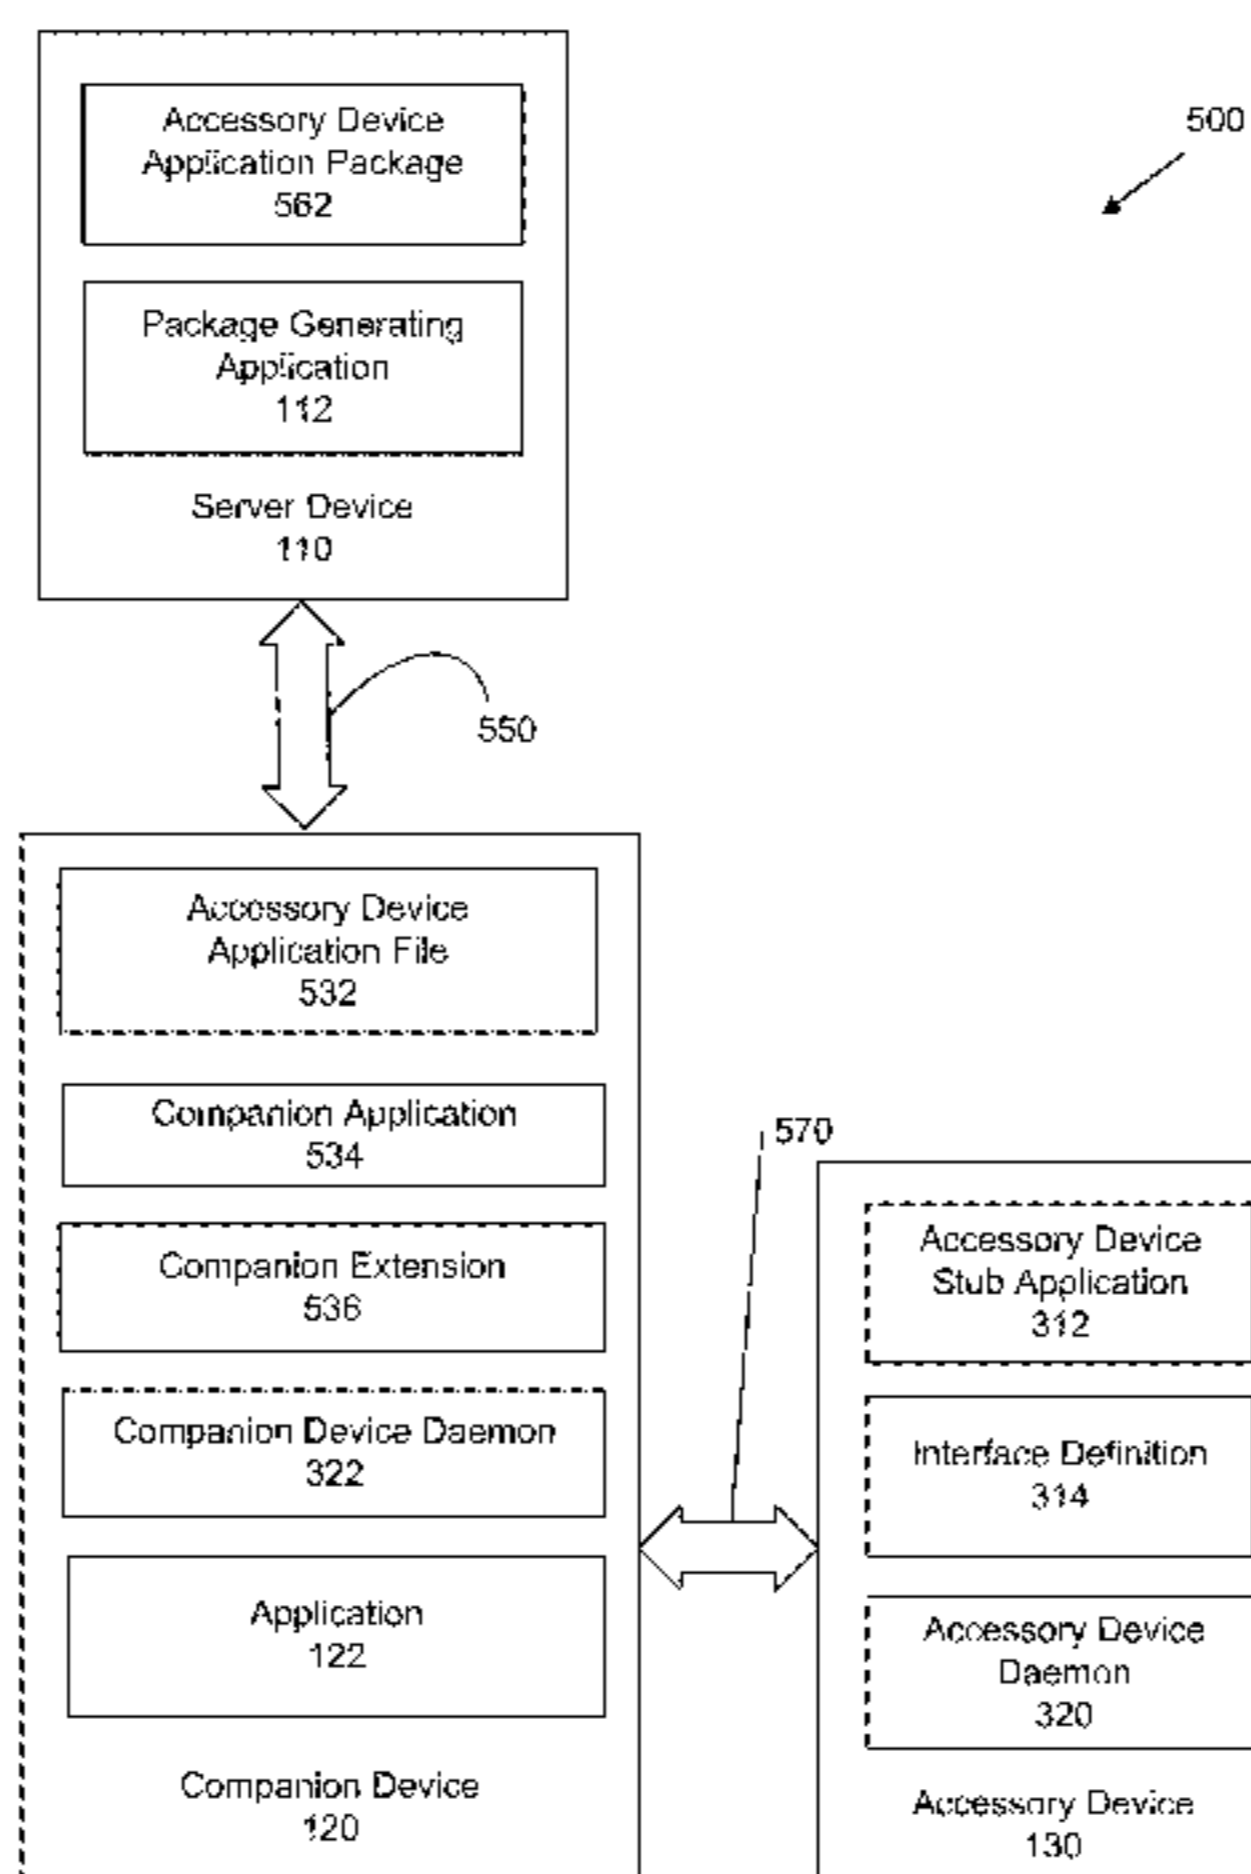 Accessory Device
Application Package
562
500
Package Generating
Application
112
Server Device
110
550
Accessory Device
Application File
532
Companion Application
534
570
Companion Extension
536
Companion Device Daemon
322
Application
122
Companion Device
120
Accessory Device
Stub Application
312
Interface Definition
314
Accessory Device
Daemon
320
Accessory Device
130